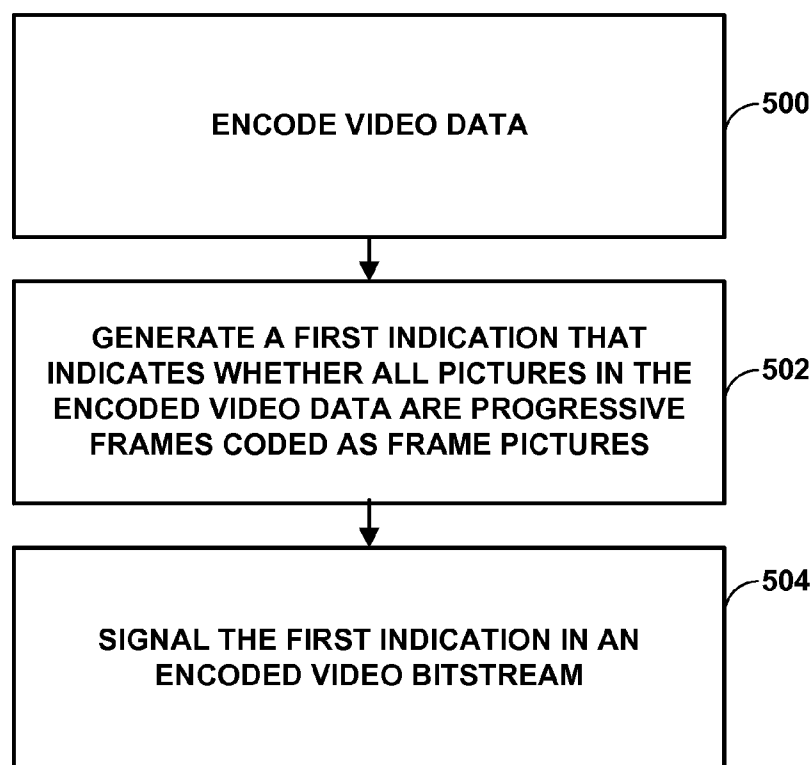 ENCODE VIDEO DATA
500
GENERATE A FIRST INDICATION THAT
INDICATES WHETHER ALL PICTURES IN THE
ENCODED VIDEO DATA ARE PROGRESSIVE
FRAMES CODED AS FRAME PICTURES
502
SIGNAL THE FIRST INDICATION IN AN
ENCODED VIDEO BITSTREAM
504